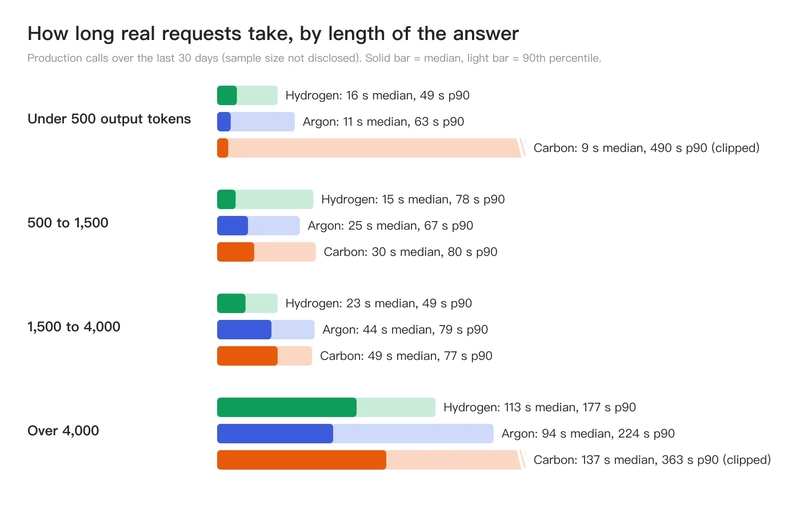 How long real requests take, by length of the answer
Production calls over the last 30 days (sample size not disclosed). Solid bar = median, light bar = 90th percentile.
Under 500 output tokens
Hydrogen: 16 s median, 49 s p90
Argon: 11 s median, 63 s p90
Carbon: 9 s median, 490 s p90 (clipped)
500 to 1,500
Hydrogen: 15 s median, 78 s p90
Argon: 25 s median, 67 s p90
Carbon: 30 s median, 80 s p90
1,500 to 4,000
Hydrogen: 23 s median, 49 s p90
Argon: 44 s median, 79 s p90
Carbon: 49 s median, 77 s p90
Over 4,000
Hydrogen: 113 s median, 177 s p90
Argon: 94 s median, 224 s p90
Carbon: 137 s median, 363 s p90 (clipped)